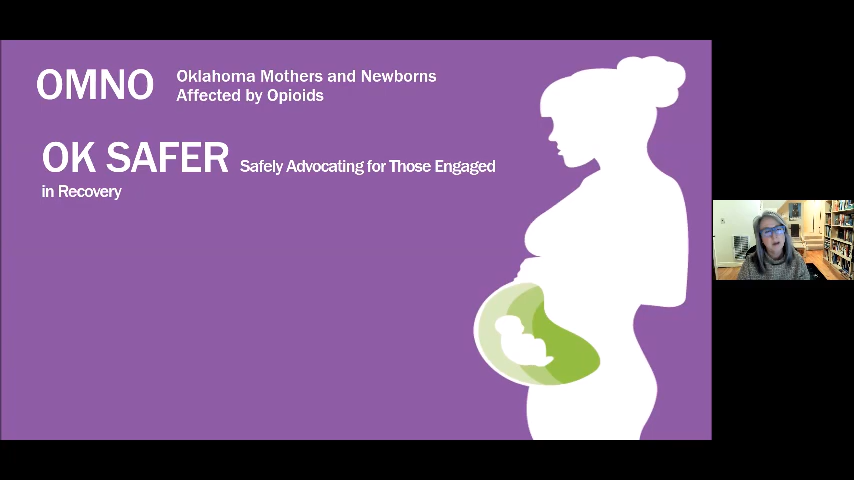 OMNO
Oklahoma Mothers and Newborns
Affected by Opioids
OK SAFER Safely Advocating for Those Engaged
in Recovery